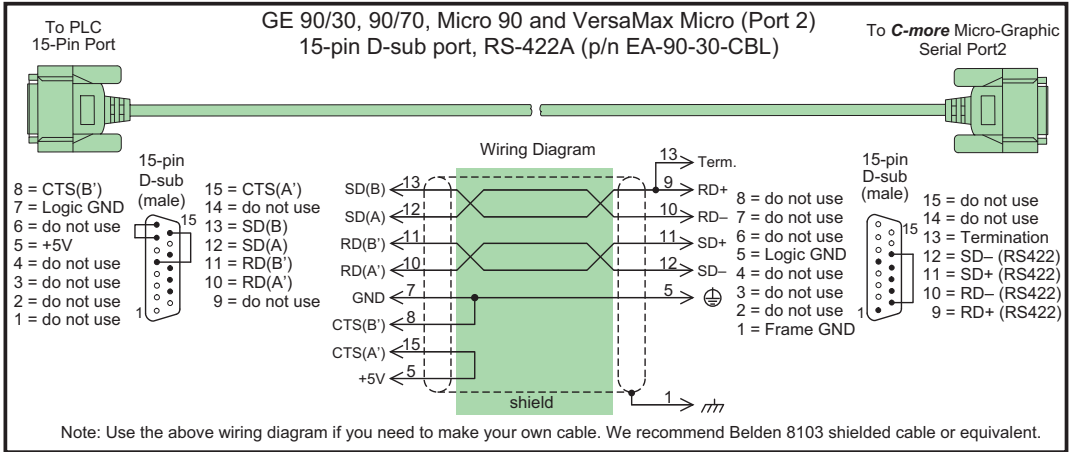 GE 90/30, 90/70, Micro 90 and VersaMax Micro (Port 2)
15-pin D-sub port, RS-422A (p/n EA-90-30-CBL)
To PLC
15-Pin Port
To C-more Micro-Graphic
Serial Port2
Wiring Diagram
15-pin
D-sub
(male)
15
1
8 = CTS(B')
7 = Logic GND
6 = do not use
5 = +5V
4 = do not use
3 = do not use
2 = do not use
1 = do not use
15 = CTS(A')
14 = do not use
13 = SD(B)
12 = SD(A)
11 = RD(B')
10 = RD(A')
9 = do not use
SD(B) 13
SD(A) 12
RD(B') 11
RD(A') 10
GND 7
CTS(B') 8
CTS(A') 15
+5V 5
shield
13 Term.
9 RD+
10 RD–
11 SD+
12 SD–
5
1
8 = do not use
7 = do not use
6 = do not use
5 = Logic GND
4 = do not use
3 = do not use
2 = do not use
1 = Frame GND
15-pin
D-sub
(male)
15
1
15 = do not use
14 = do not use
13 = Termination
12 = SD– (RS422)
11 = SD+ (RS422)
10 = RD– (RS422)
9 = RD+ (RS422)
Note: Use the above wiring diagram if you need to make your own cable. We recommend Belden 8103 shielded cable or equivalent.